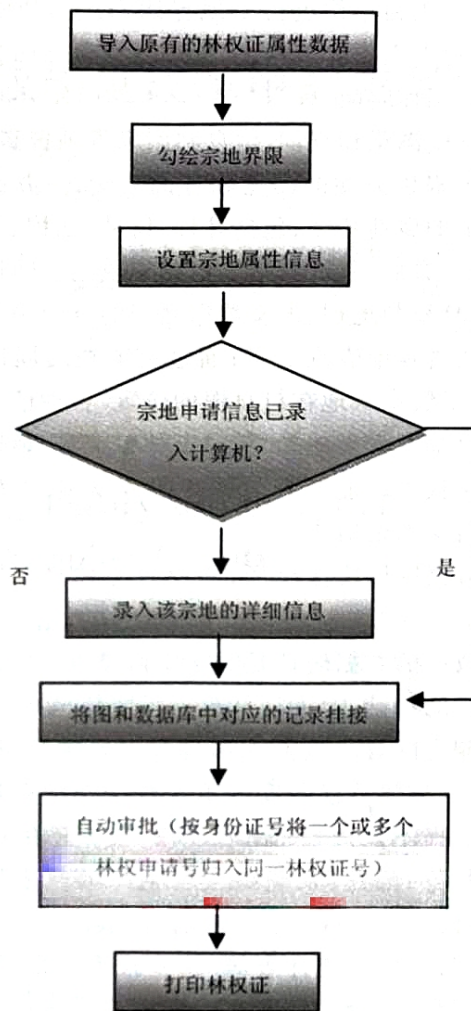 导入原有的林权证属性数据
勾绘宗地界限
设置宗地属性信息
宗地申请信息已录
入计算机？
否
是
录入该宗地的详细信息
将图和数据库中对应的记录挂接
自动审批（按身份证号将一个或多个
林权申请号归入同一林权证号）
打印林权证